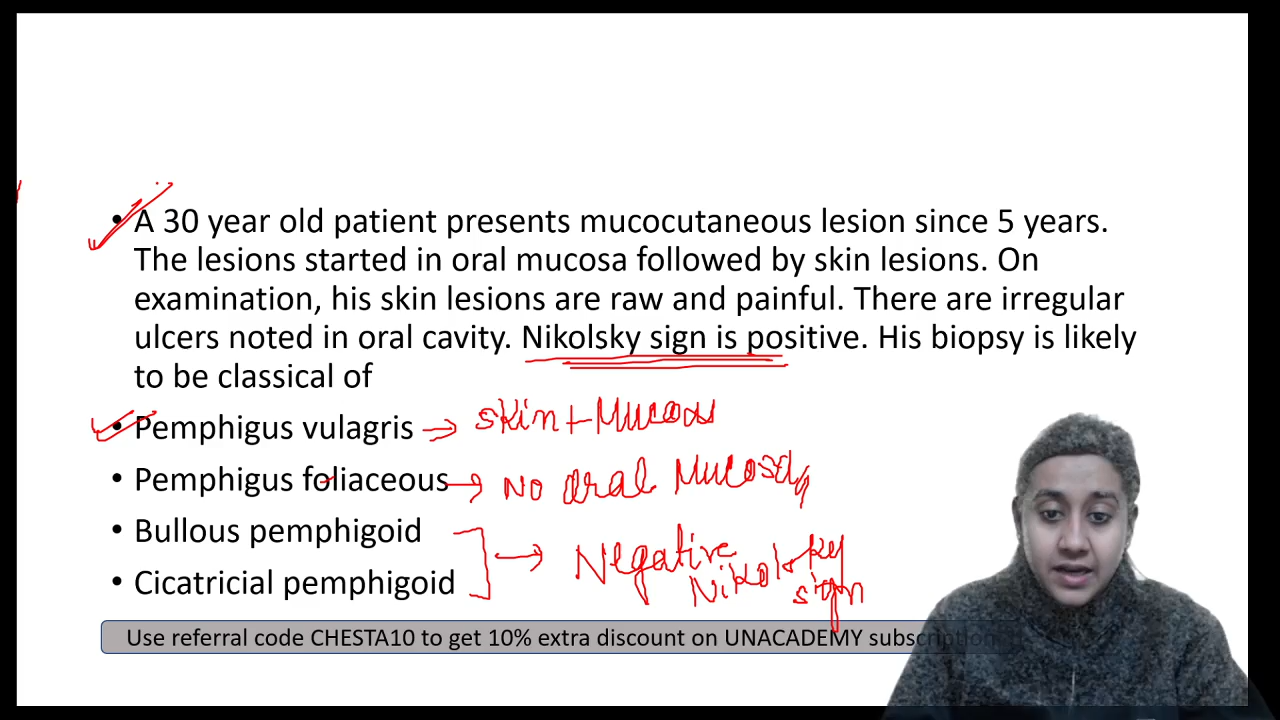 • A 30 year old patient presents mucocutaneous lesion since 5 years.
The lesions started in oral mucosa followed by skin lesions. On
examination, his skin lesions are raw and painful. There are irregular
ulcers noted in oral cavity. Nikolsky sign is positive. His biopsy is likely
to be classical of
• Pemphigus vulagris → skin + Mucosa
• Pemphigus foliaceous → No oral Mucosa
• Bullous pemphigoid
→ Negative
Nikolsky
sign
• Cicatricial pemphigoid
Use referral code CHESTA10 to get 10% extra discount on UNACADEMY subscription